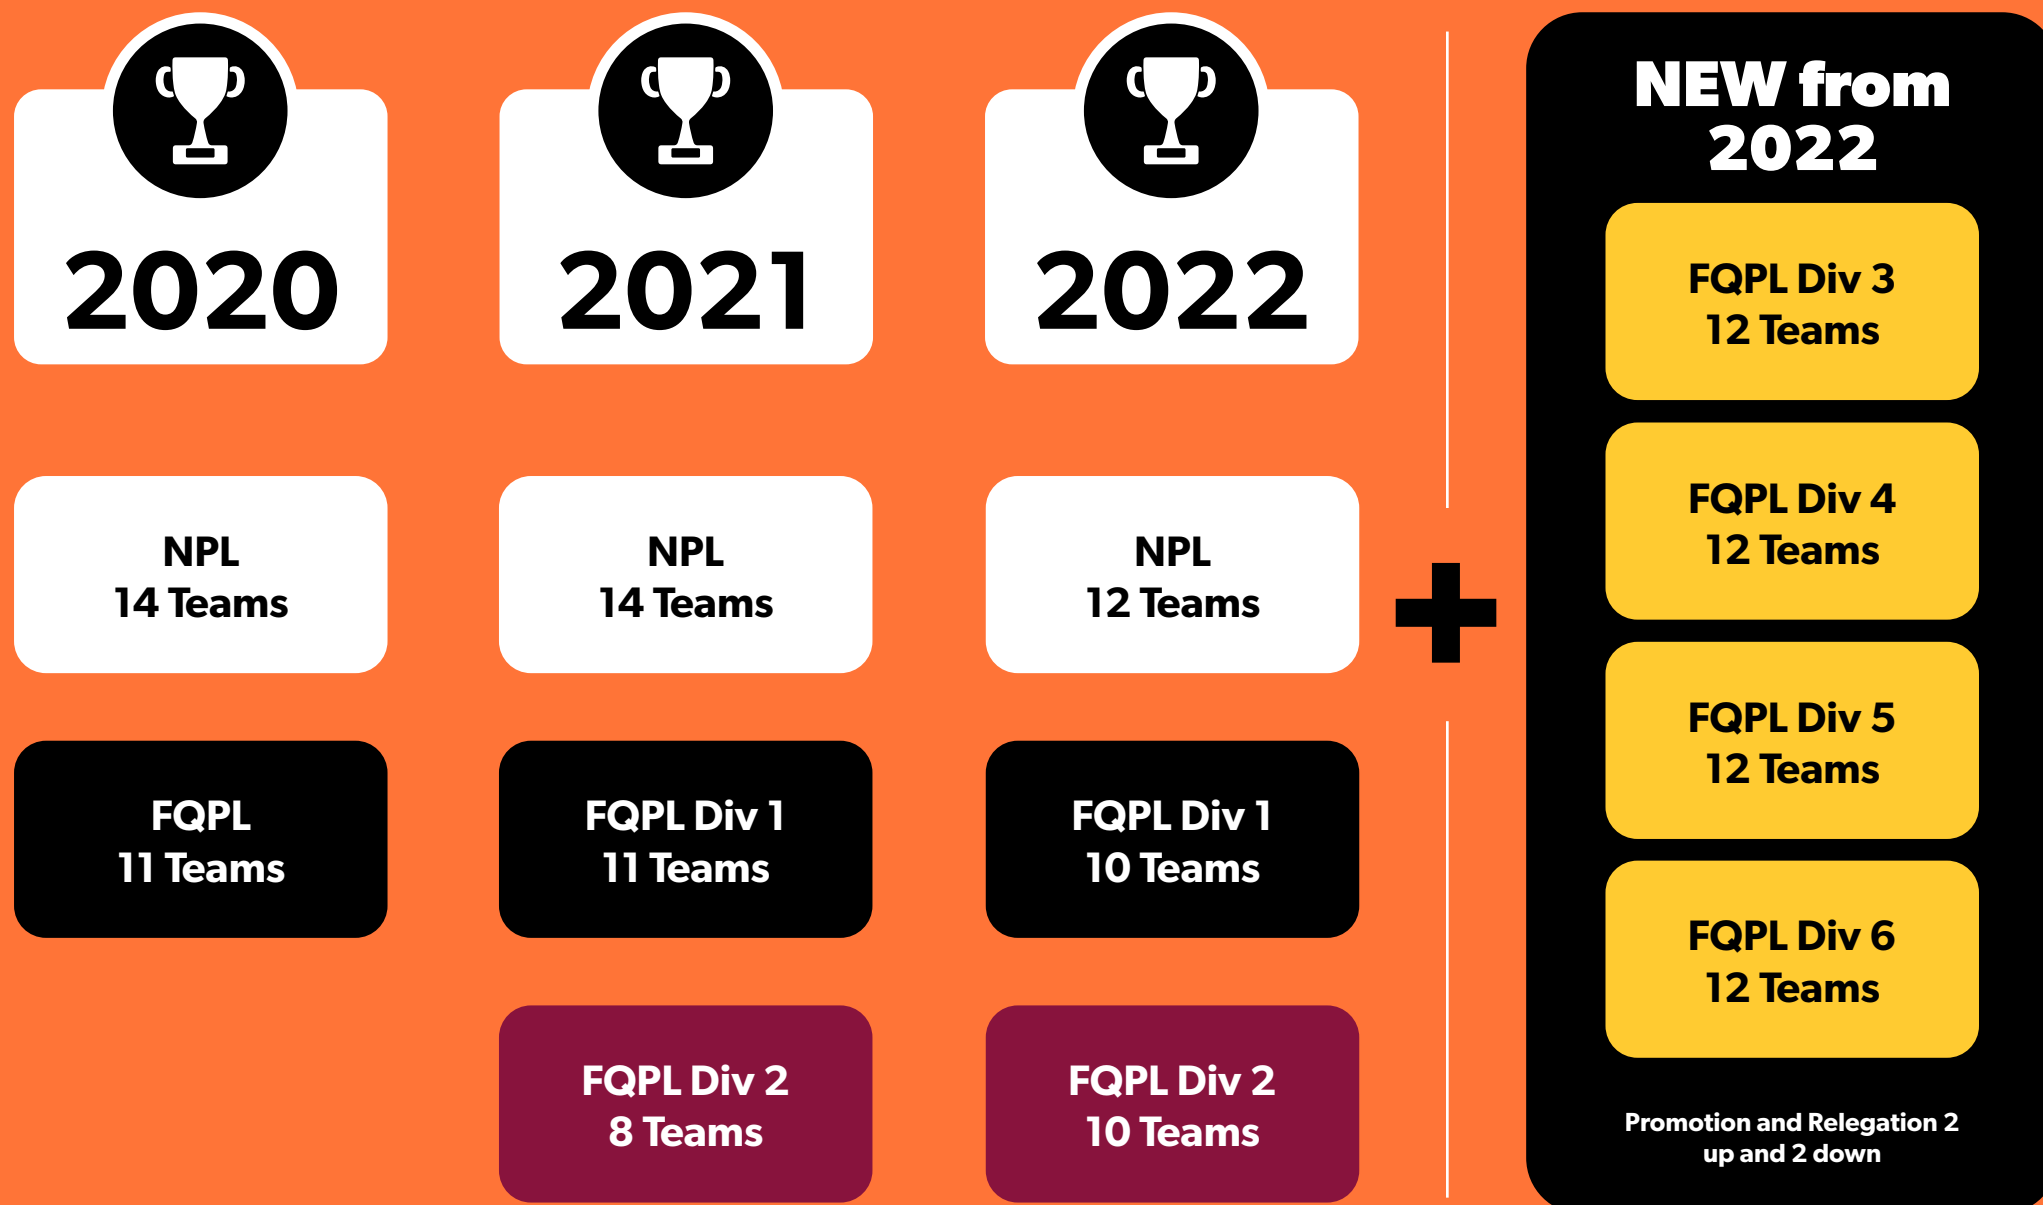 2020
2021
2022
NPL
14 Teams
NPL
14 Teams
NPL
12 Teams
FQPL
11 Teams
FQPL Div 1
11 Teams
FQPL Div 1
10 Teams
FQPL Div 2
8 Teams
FQPL Div 2
10 Teams
NEW from
2022
FQPL Div 3
12 Teams
FQPL Div 4
12 Teams
FQPL Div 5
12 Teams
FQPL Div 6
12 Teams
Promotion and Relegation 2
up and 2 down